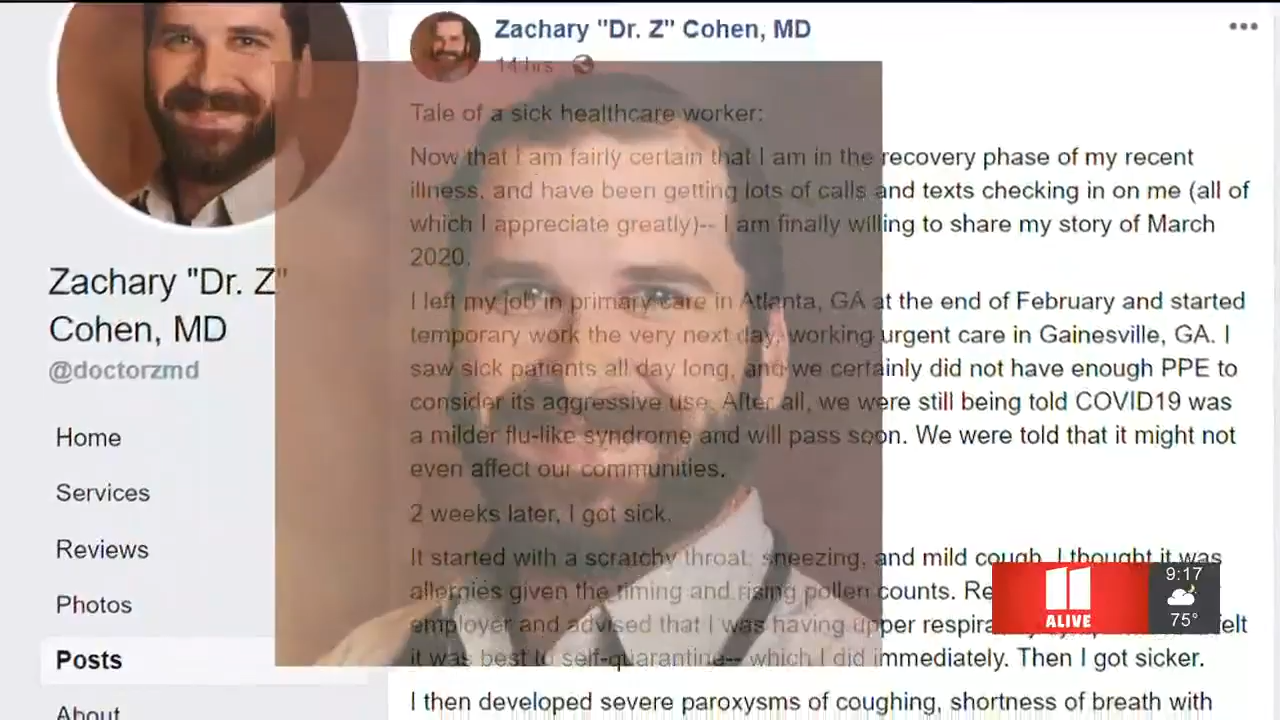 Zachary "Dr. Z" Cohen, MD
14 hrs
Tale of a sick healthcare worker:
Now that I am fairly certain that I am in the recovery phase of my recent
illness, and have been getting lots of calls and texts checking in on me (all of
which I appreciate greatly)-- I am finally willing to share my story of March
2020.
I left my job in primary care in Atlanta, GA at the end of February and started
temporary work the very next day, working urgent care in Gainesville, GA. I
saw sick patients all day long, and we certainly did not have enough PPE to
consider its aggressive use. After all, we were still being told COVID19 was
a milder flu-like syndrome and will pass soon. We were told that it might not
even affect our communities.
2 weeks later, I got sick.
It started with a scratchy throat, sneezing, and mild cough. I thought it was
allergies given the timing and rising pollen counts.
employer and advised that I was having upper felt
it was best to self-quarantine-- which I did immediately. Then I got sicker.
I then developed severe paroxysms of coughing, shortness of breath with
Zachary "Dr. Z"
Cohen, MD
@doctorzmd
Home
Services
Reviews
Photos
Posts
About
11
ALIVE
9:17
75°